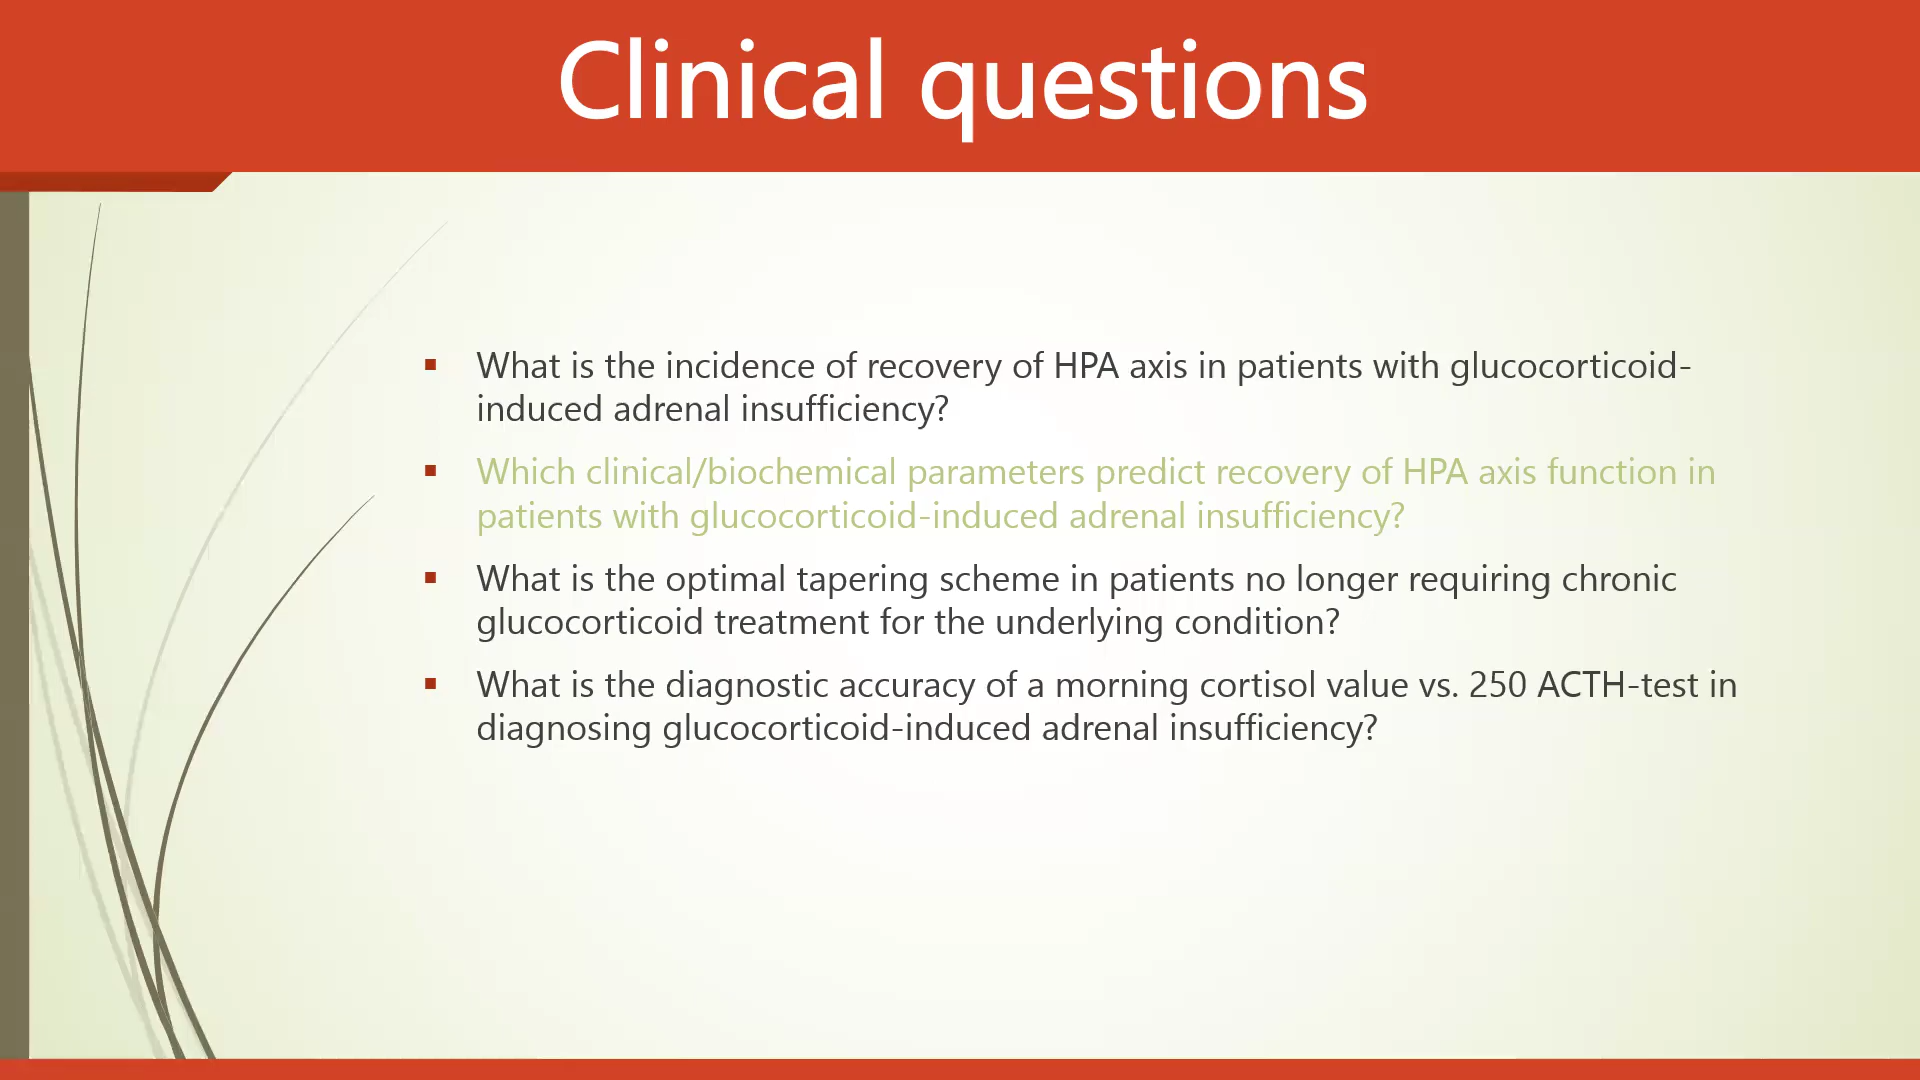 Clinical questions
What is the incidence of recovery of HPA axis in patients with glucocorticoid-
induced adrenal insufficiency?
Which clinical/biochemical parameters predict recovery of HPA axis function in
patients with glucocorticoid-induced adrenal insufficiency?
What is the optimal tapering scheme in patients no longer requiring chronic
glucocorticoid treatment for the underlying condition?
What is the diagnostic accuracy of a morning cortisol value vs. 250 ACTH-test in
diagnosing glucocorticoid-induced adrenal insufficiency?